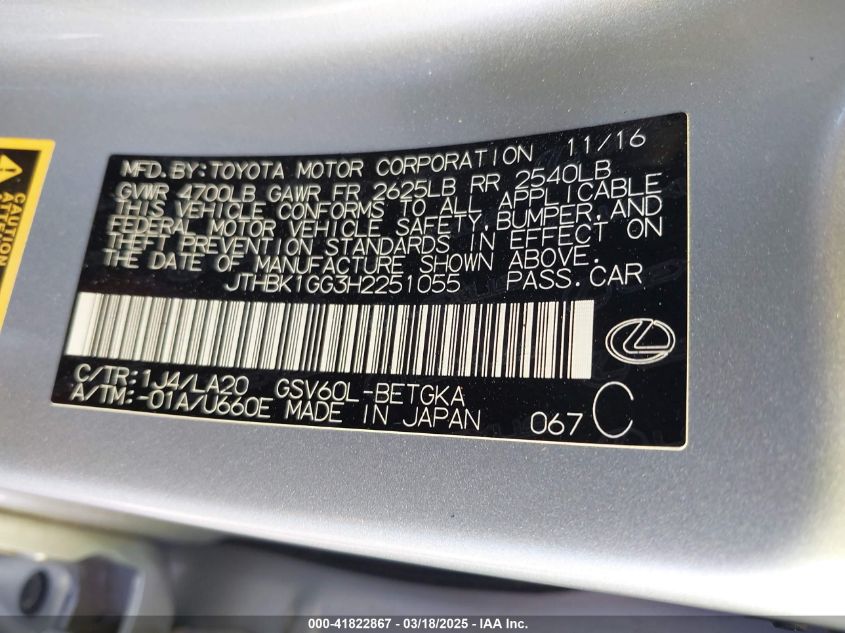 MFD. BY: TOYOTA MOTOR CORPORATION 11/16
GVWR 4700LB GAWR FR 2625LB RR 2540LB
THIS VEHICLE CONFORMS TO ALL APPLICABLE
FEDERAL MOTOR VEHICLE SAFETY, BUMPER, AND
THEFT PREVENTION STANDARDS IN EFFECT ON
THE DATE OF MANUFACTURE SHOWN ABOVE.
JTHBK1GG3H2251055 PASS. CAR
C/TR: 1J4/LA20 GSV60L-BETGKA
A/TM: -01A/U660E MADE IN JAPAN 067 C
CAUTION
000-41822867 / 03/18/2025 - IAA Inc.